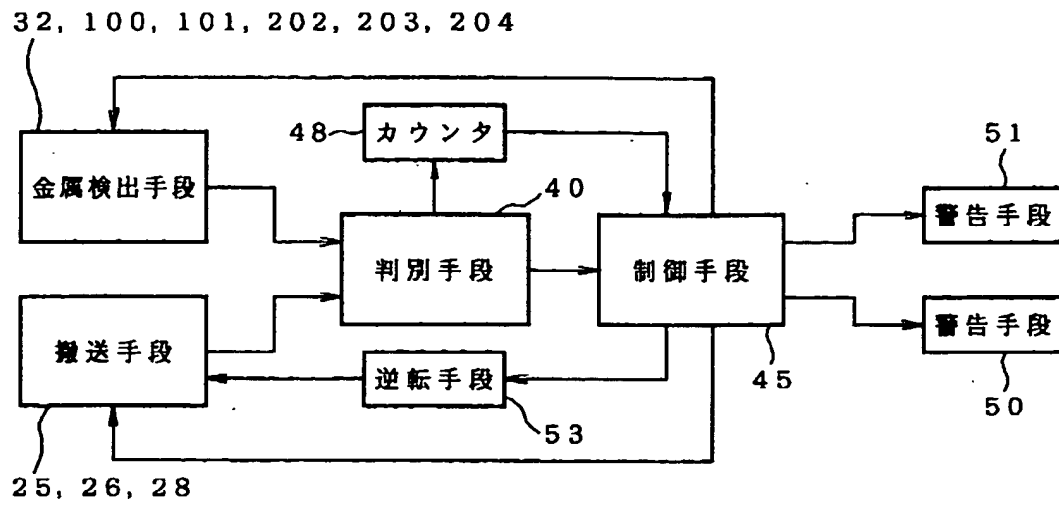 32, 100, 101, 202, 203, 204
カウンタ
48
51
金属検出手段
40
警告手段
判別手段
制御手段
搬送手段
逆転手段
警告手段
45
50
53
25, 26, 28